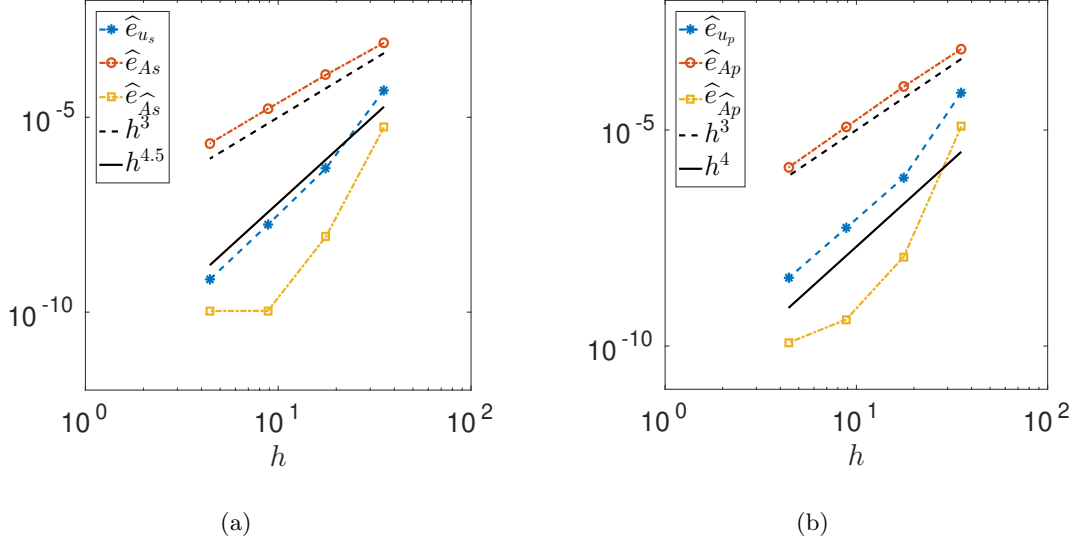 ê_{u_s}
ê_{As}
ê_{Âs}
h^3
h^{4.5}
10^{-5}
10^{-10}
10^0
10^1
10^2
h
(a)
ê_{u_p}
ê_{Ap}
ê_{Âp}
h^3
h^4
10^{-5}
10^{-10}
10^0
10^1
10^2
h
(b)